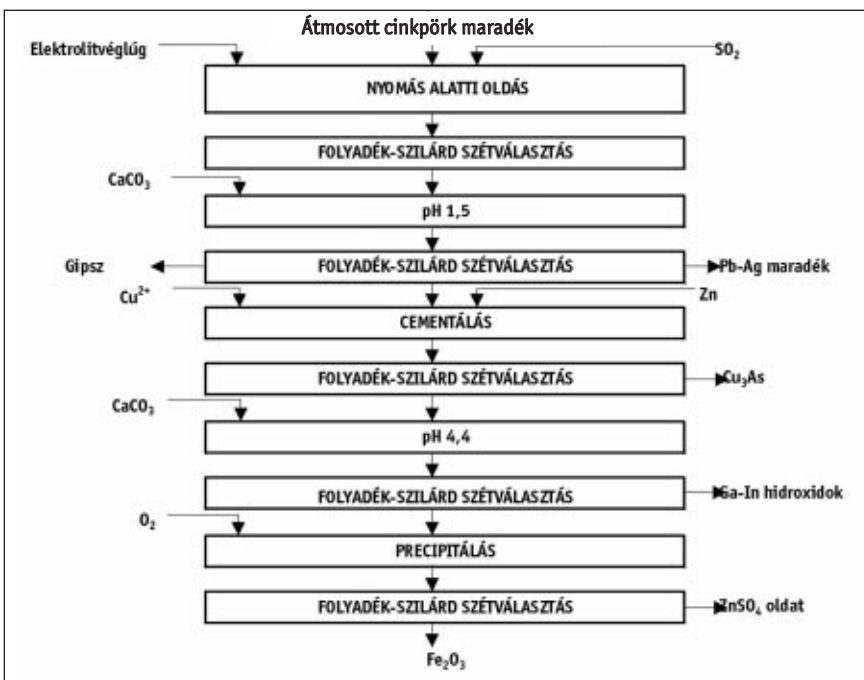 Átmosott cinkpörk maradék
Elektrolitvéglúg
SO₂
NYOMÁS ALATTI OLDÁS
FOLYADÉK-SZILÁRD SZÉTVÁLASZTÁS
CaCO₃
pH 1,5
Gipsz
FOLYADÉK-SZILÁRD SZÉTVÁLASZTÁS
Pb-Ag maradék
Cu²⁺
Zn
CEMENTÁLÁS
FOLYADÉK-SZILÁRD SZÉTVÁLASZTÁS
Cu₃As
CaCO₃
pH 4,4
FOLYADÉK-SZILÁRD SZÉTVÁLASZTÁS
Ga-In hidroxidok
O₂
PRECIPITÁLÁS
FOLYADÉK-SZILÁRD SZÉTVÁLASZTÁS
ZnSO₄ oldat
Fe₂O₃